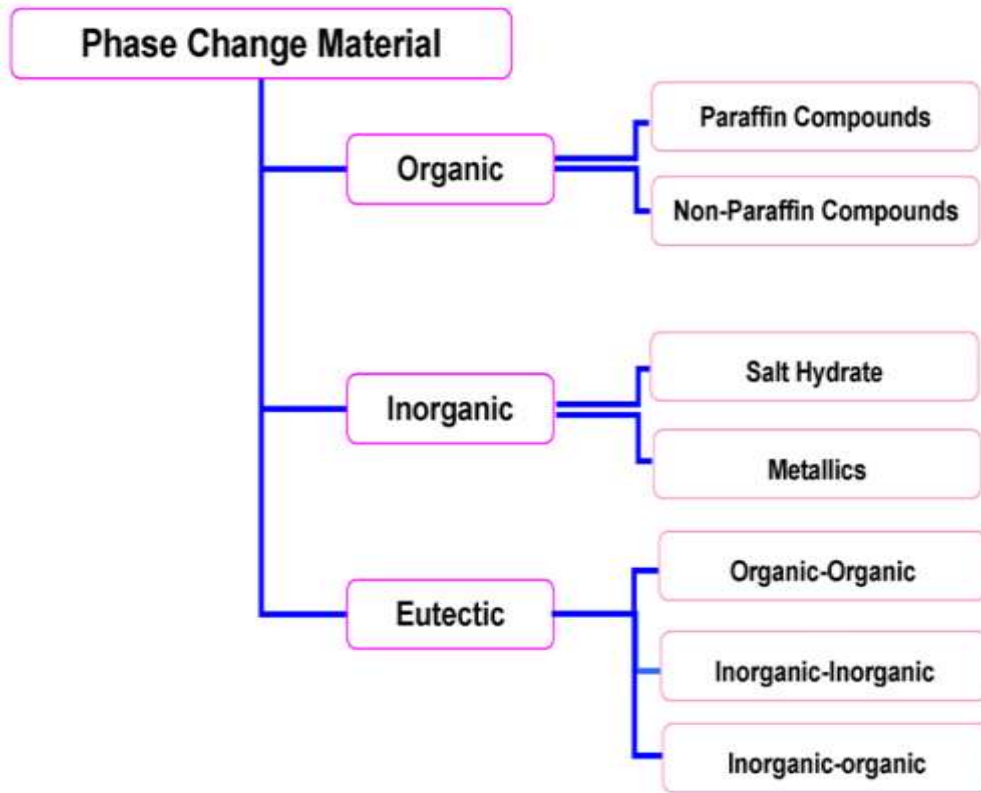 Phase Change Material
Organic
Paraffin Compounds
Non-Paraffin Compounds
Inorganic
Salt Hydrate
Metallics
Eutectic
Organic-Organic
Inorganic-Inorganic
Inorganic-organic